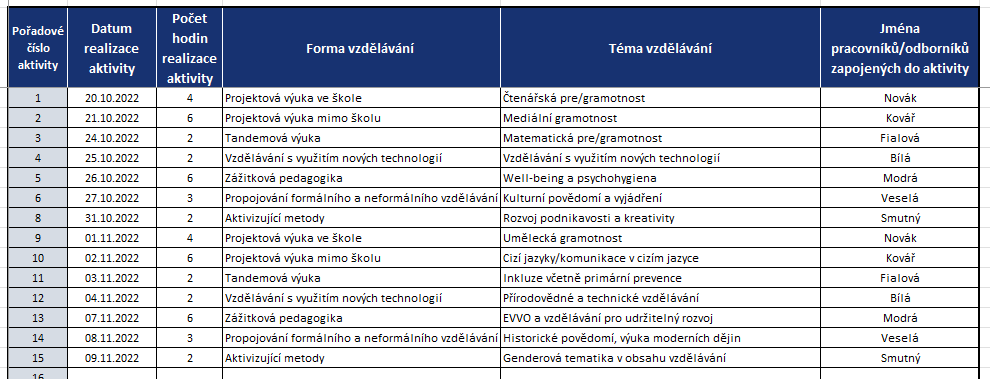 Pořadové číslo aktivity	Datum realizace aktivity	Počet hodin realizace aktivity	Forma vzdělávání	Téma vzdělávání	Jména pracovníků/odborníků zapojených do aktivity
1	20.10.2022	4	Projektová výuka ve škole	Čtenářská pre/gramotnost	Novák
2	21.10.2022	6	Projektová výuka mimo školu	Mediální gramotnost	Kovář
3	24.10.2022	2	Tandemová výuka	Matematická pre/gramotnost	Fialová
4	25.10.2022	2	Vzdělávání s využitím nových technologií	Vzdělávání s využitím nových technologií	Bílá
5	26.10.2022	6	Zážitková pedagogika	Well-being a psychohygiena	Modrá
6	27.10.2022	3	Propojování formálního a neformálního vzdělávání	Kulturní povědomí a vyjádření	Veselá
8	31.10.2022	2	Aktivizující metody	Rozvoj podnikavosti a kreativity	Smutný
9	01.11.2022	4	Projektová výuka ve škole	Umělecká gramotnost	Novák
10	02.11.2022	6	Projektová výuka mimo školu	Cizí jazyky/komunikace v cizím jazyce	Kovář
11	03.11.2022	2	Tandemová výuka	Inkluze včetně primární prevence	Fialová
12	04.11.2022	2	Vzdělávání s využitím nových technologií	Přírodovědné a technické vzdělávání	Bílá
13	07.11.2022	6	Zážitková pedagogika	EVVO a vzdělávání pro udržitelný rozvoj	Modrá
14	08.11.2022	3	Propojování formálního a neformálního vzdělávání	Historické povědomí, výuka moderních dějin	Veselá
15	09.11.2022	2	Aktivizující metody	Genderová tematika v obsahu vzdělávání	Smutný
16